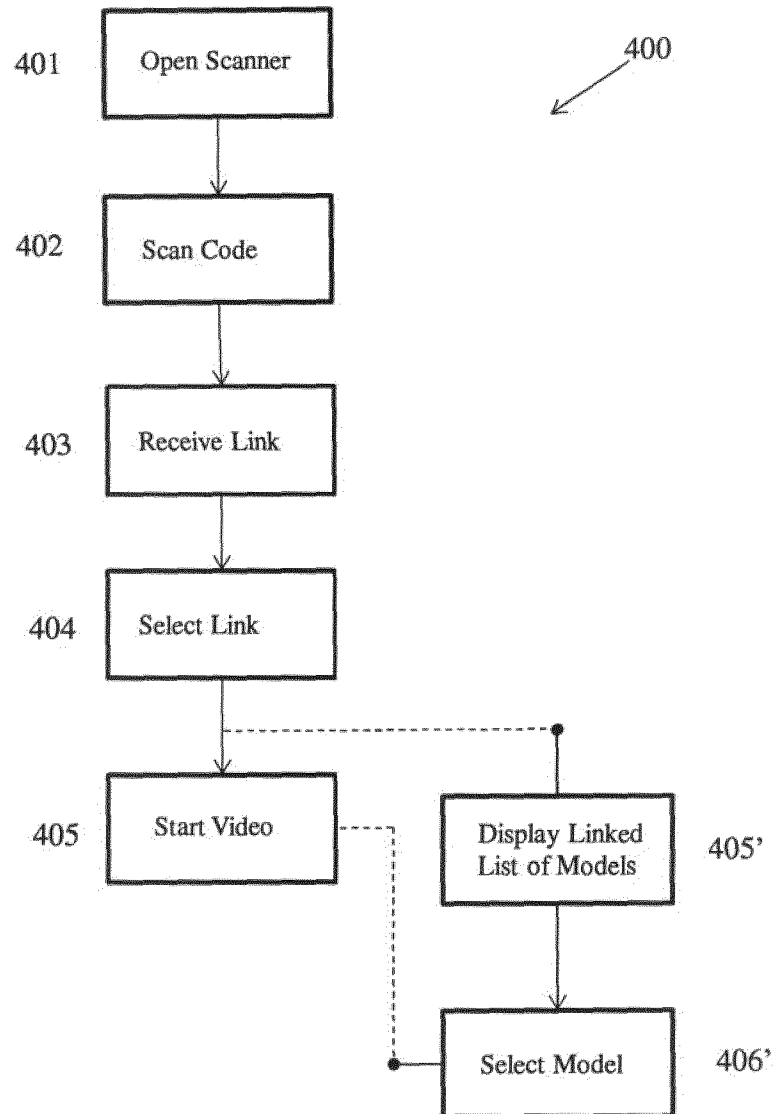 401
Open Scanner
400
402
Scan Code
403
Receive Link
404
Select Link
405
Start Video
Display Linked
List of Models
405'
Select Model
406'